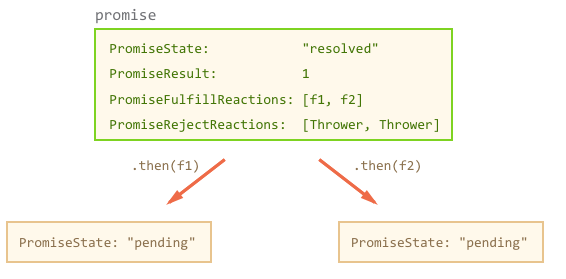 promise
PromiseState: "resolved"
PromiseResult: 1
PromiseFulfillReactions: [f1, f2]
PromiseRejectReactions: [Thrower, Thrower]
.then(f1) .then(f2)
PromiseState: "pending" PromiseState: "pending"